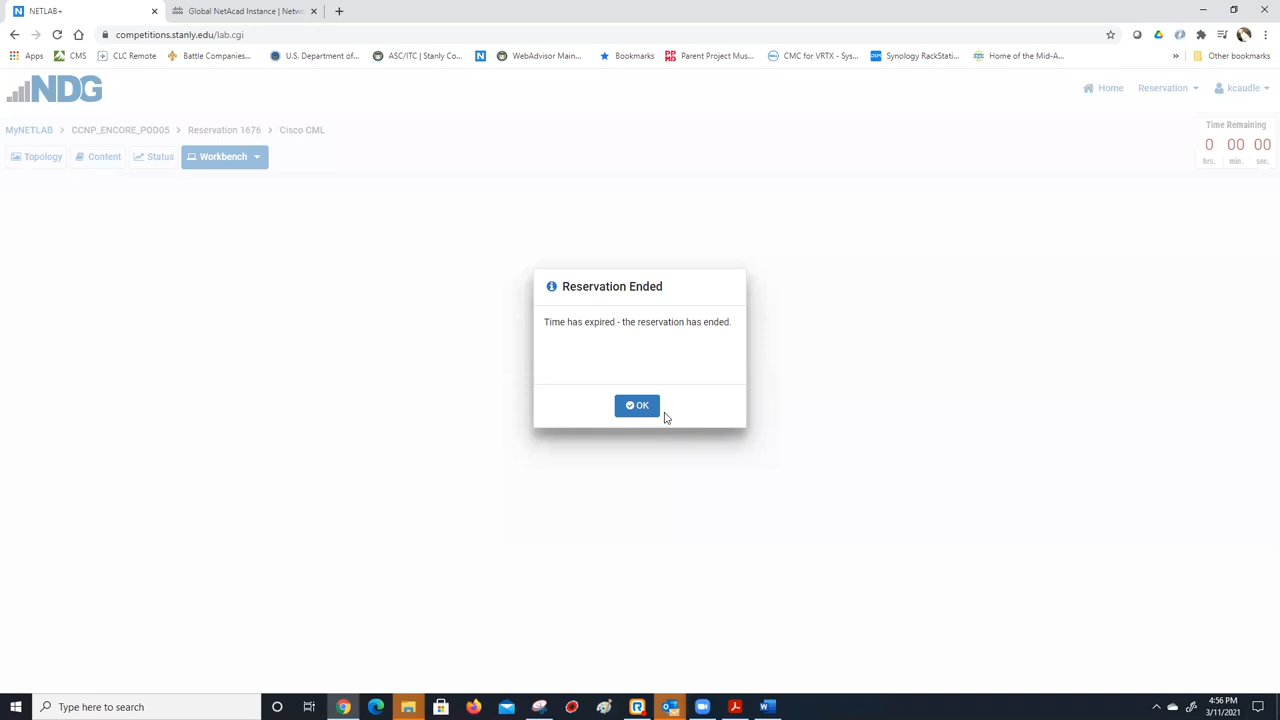 NETLAB+
Global NetAcad Instance | Netw
competitions.stanly.edu/lab.cgi
Apps
CMS
CLC Remote
Battle Companies...
U.S. Department of...
ASC/ITC | Stanly Co...
WebAdvisor Main...
Bookmarks
Parent Project Mus...
CMC for VRTX - Sys...
Synology RackStati...
Home of the Mid-A...
»
Other bookmarks
NDG
Home
Reservation
kcaudle
MyNETLAB > CCNP_ENCORE_POD05 > Reservation 1676 > Cisco CML
Time Remaining
0 00 00
hrs. min. sec.
Topology
Content
Status
Workbench
Reservation Ended
Time has expired - the reservation has ended.
OK
Type here to search
4:56 PM
3/11/2021